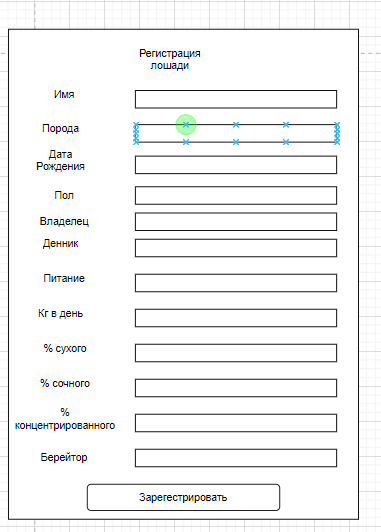 Регистрация
лошади
Имя
Порода
Дата
Рождения
Пол
Владелец
Денник
Питание
Кг в день
% сухого
% сочного
%
концентрированного
Берейтор
Зарегестрировать